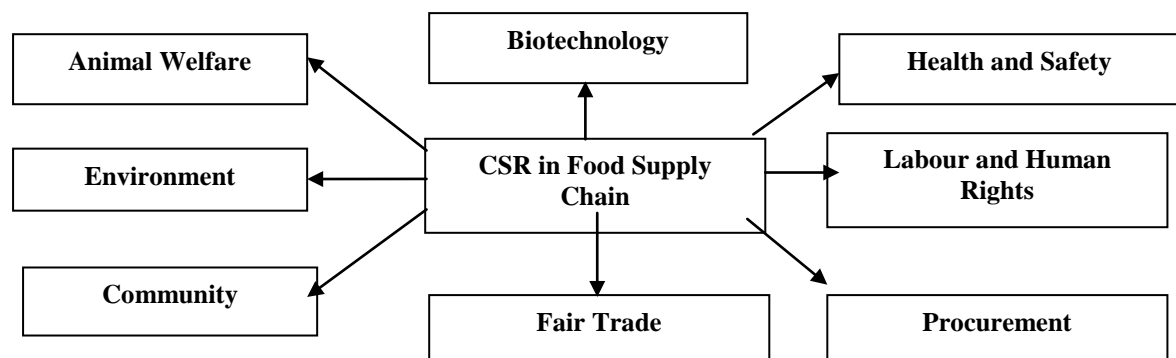 Biotechnology
Animal Welfare
Health and Safety
CSR in Food Supply
Chain
Environment
Labour and Human
Rights
Community
Fair Trade
Procurement